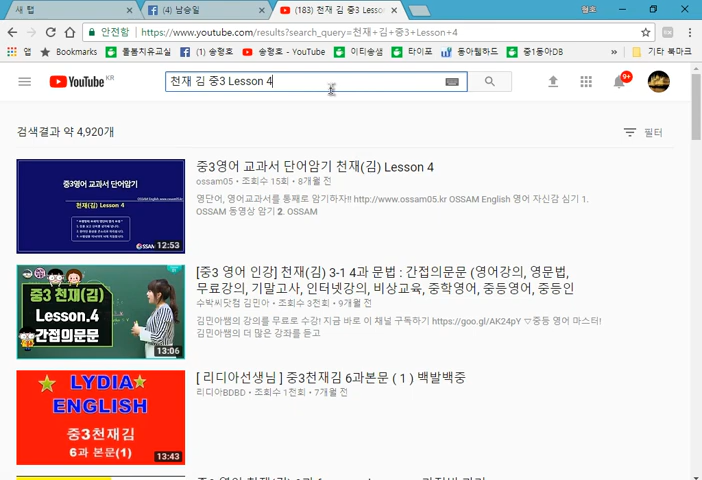 새 탭
(4) 남승일
(183) 천재 김 중3 Lesson
월호
안전함
https://www.youtube.com/results?search_query=천재+김+중3+Lesson+4
앱
Bookmarks
풀뿜치유교실
(1) 송형호
송형호 - YouTube
이티송샘
타이포
동아헬하드
중1동아DB
기타 북마크
YouTube KR
천재 김 중3 Lesson 4
9+
검색결과 약 4,920개
필터
중3영어 교과서 단어암기 천재(김) Lesson 4
ossam05 • 조회수 15회 • 8개월 전
영단어, 영어교과서를 통째로 암기하자!! http://www.ossam05.kr OSSAM English 영어 자신감 심기 1.
OSSAM 동영상 암기 2. OSSAM
중3영어 교과서 단어암기
천재(김) Lesson 4
12:53
[중3 영어 인강] 천재(김) 3-1 4과 문법 : 간접의문문 (영어강의, 영문법,
무료강의, 기말고사, 인터넷강의, 비상교육, 중학영어, 중등영어, 중등인
수박씨닷컴 김민아 • 조회수 3천회 • 9개월 전
김민아쌤의 강의를 무료로 수강! 지금 바로 이 채널 구독하기 https://goo.gl/AK24pY ▽중등 영어 마스터!
김민아쌤의 더 많은 강좌를 듣고
중3 천재(김)
Lesson.4
간접의문문
13:06
[ 리디아선생님 ] 중3천재김 6과본문 ( 1 ) 백발백중
리디아BDBD • 조회수 1천회 • 7개월 전
LYDIA
ENGLISH
중3천재김
6과 본문(1)
13:43